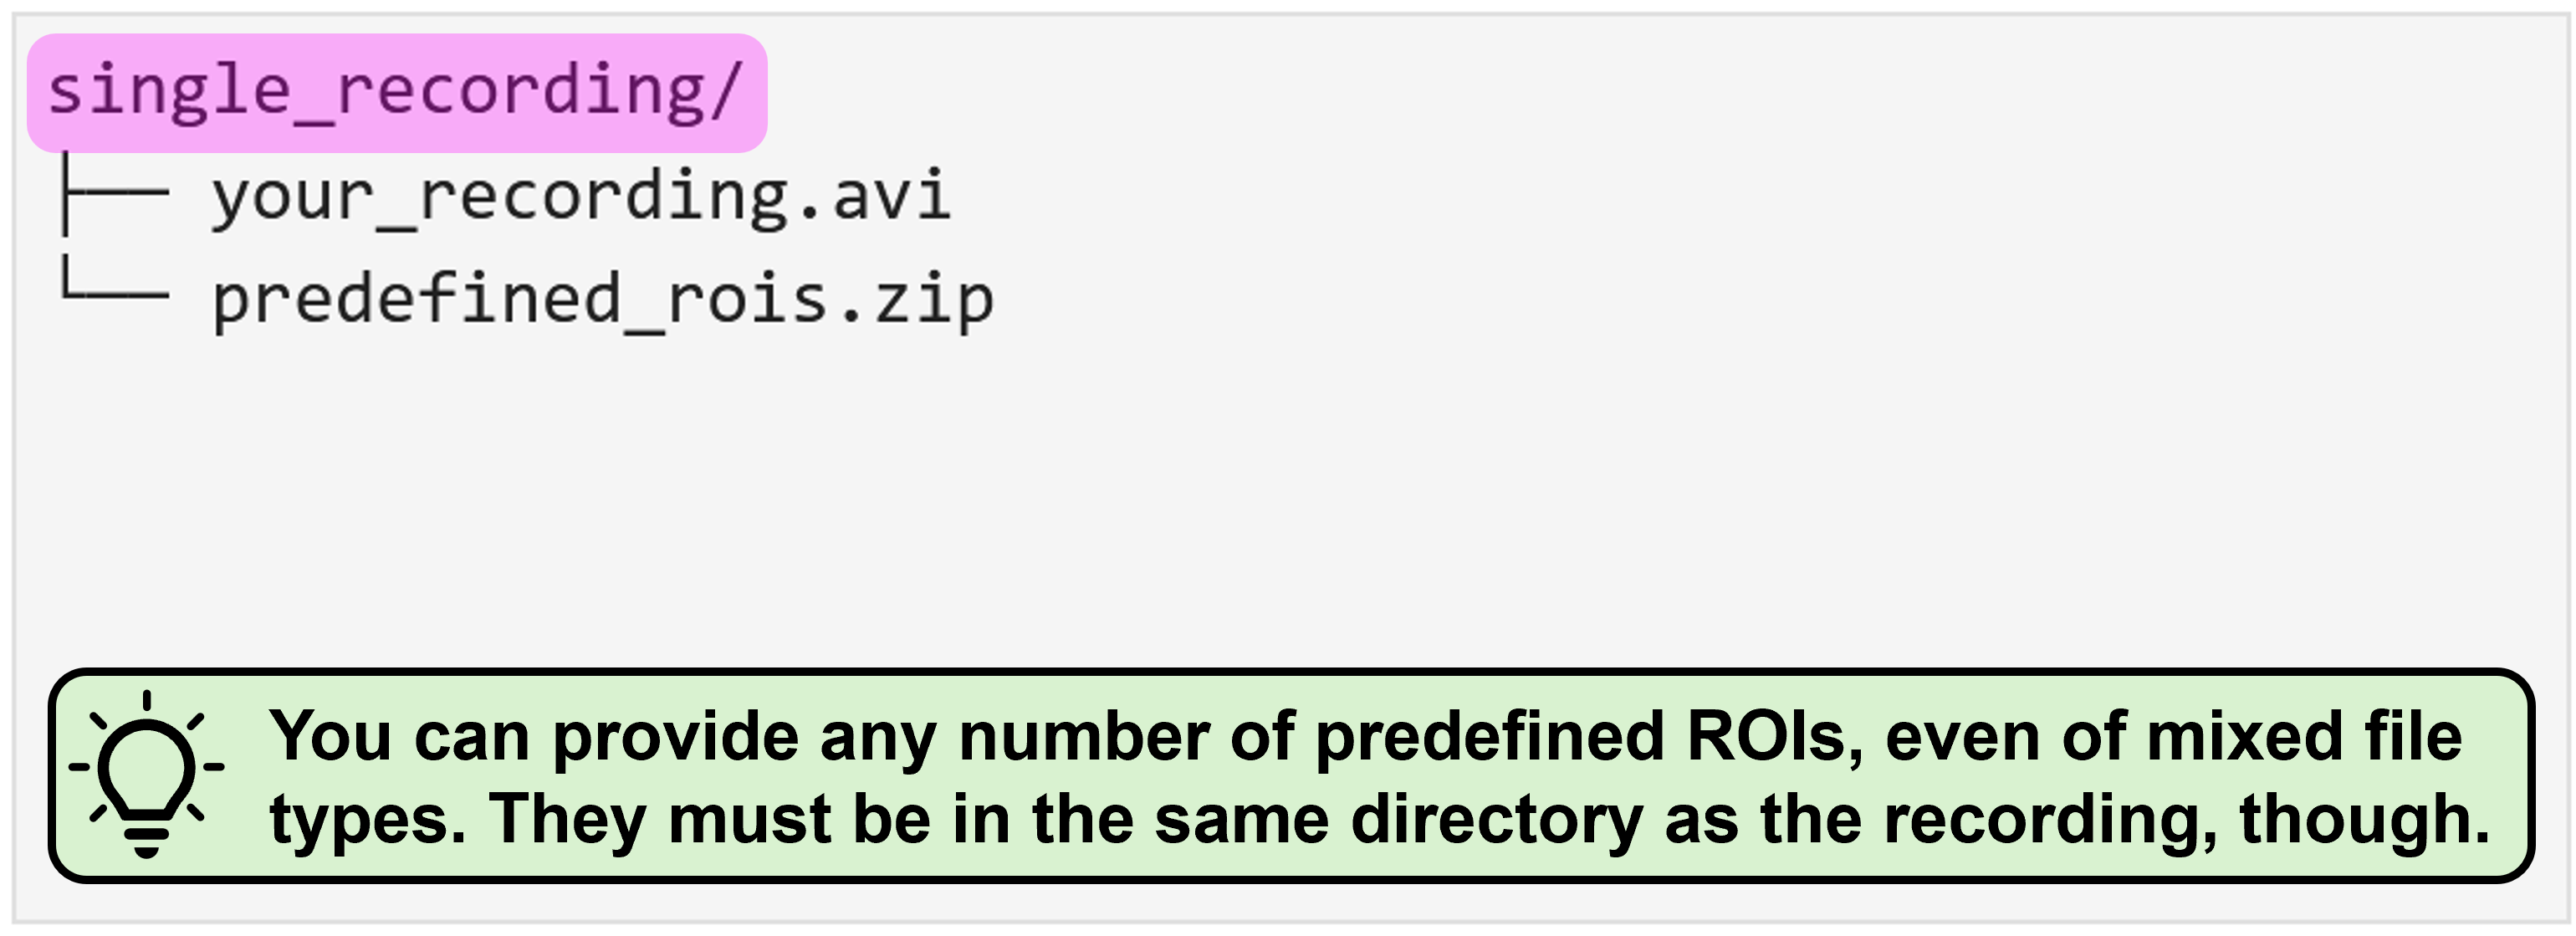 single_recording/
├── your_recording.avi
└── predefined_rois.zip
You can provide any number of predefined ROIs, even of mixed file
types. They must be in the same directory as the recording, though.